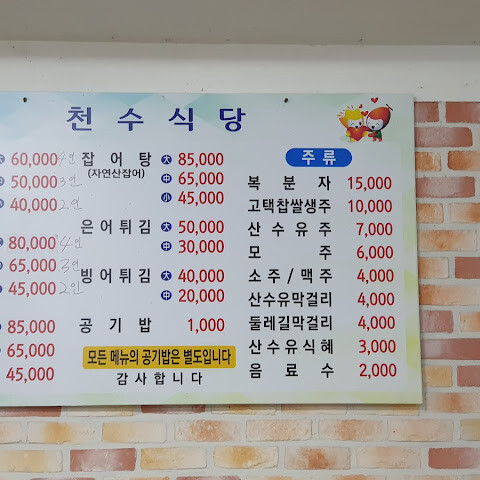 천 수 식 당
60,000 4인
50,000 3인
40,000 2인
80,000 4인
65,000 3인
45,000 2인
85,000
65,000
45,000
잡 어 탕 大 85,000
(자연산잡어) 中 65,000
小 45,000
은 어 튀 김 大 50,000
中 30,000
빙 어 튀 김 大 40,000
中 20,000
공 기 밥 1,000
모든 메뉴의 공기밥은 별도입니다
감 사 합 니 다
주 류
복 분 자 15,000
고택찹쌀생주 10,000
산 수 유 주 7,000
모 주 6,000
소 주 / 맥 주 4,000
산수유막걸리 4,000
둘레길막걸리 4,000
산 수 유 식 혜 3,000
음 료 수 2,000